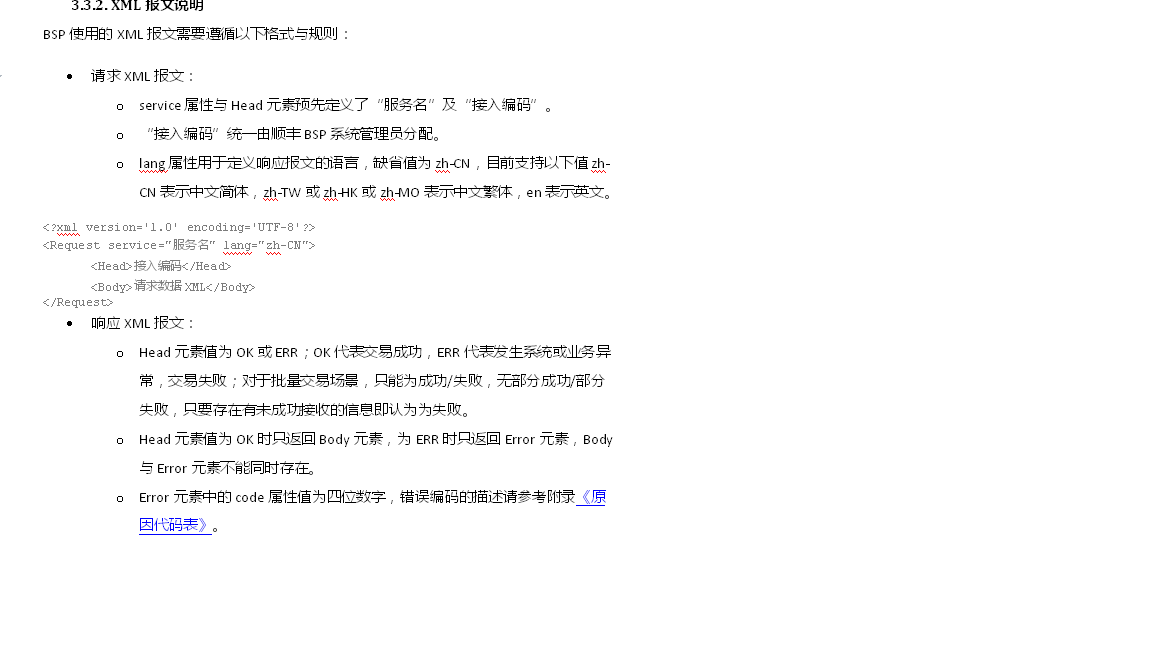 3.3.2. XML 报文说明
BSP 使用的 XML 报文需要遵循以下格式与规则：
• 请求 XML 报文：
o service 属性与 Head 元素预先定义了“服务名”及“接入编码”。
o “接入编码”统一由顺丰 BSP 系统管理员分配。
o lang 属性用于定义响应报文的语言，缺省值为 zh-CN，目前支持以下值 zh-
CN 表示中文简体，zh-TW 或 zh-HK 或 zh-MO 表示中文繁体，en 表示英文。
<?xml version='1.0' encoding='UTF-8'?>
<Request service="服务名" lang="zh-CN">
<Head>接入编码</Head>
<Body>请求数据 XML</Body>
</Request>
• 响应 XML 报文：
o Head 元素值为 OK 或 ERR；OK 代表交易成功，ERR 代表发生系统或业务异
常，交易失败；对于批量交易场景，只能为成功/失败，无部分成功/部分
失败，只要存在有未成功接收的信息即认为为失败。
o Head 元素值为 OK 时只返回 Body 元素，为 ERR 时只返回 Error 元素，Body
与 Error 元素不能同时存在。
o Error 元素中的 code 属性值为四位数字，错误编码的描述请参考附录《原
因代码表》。